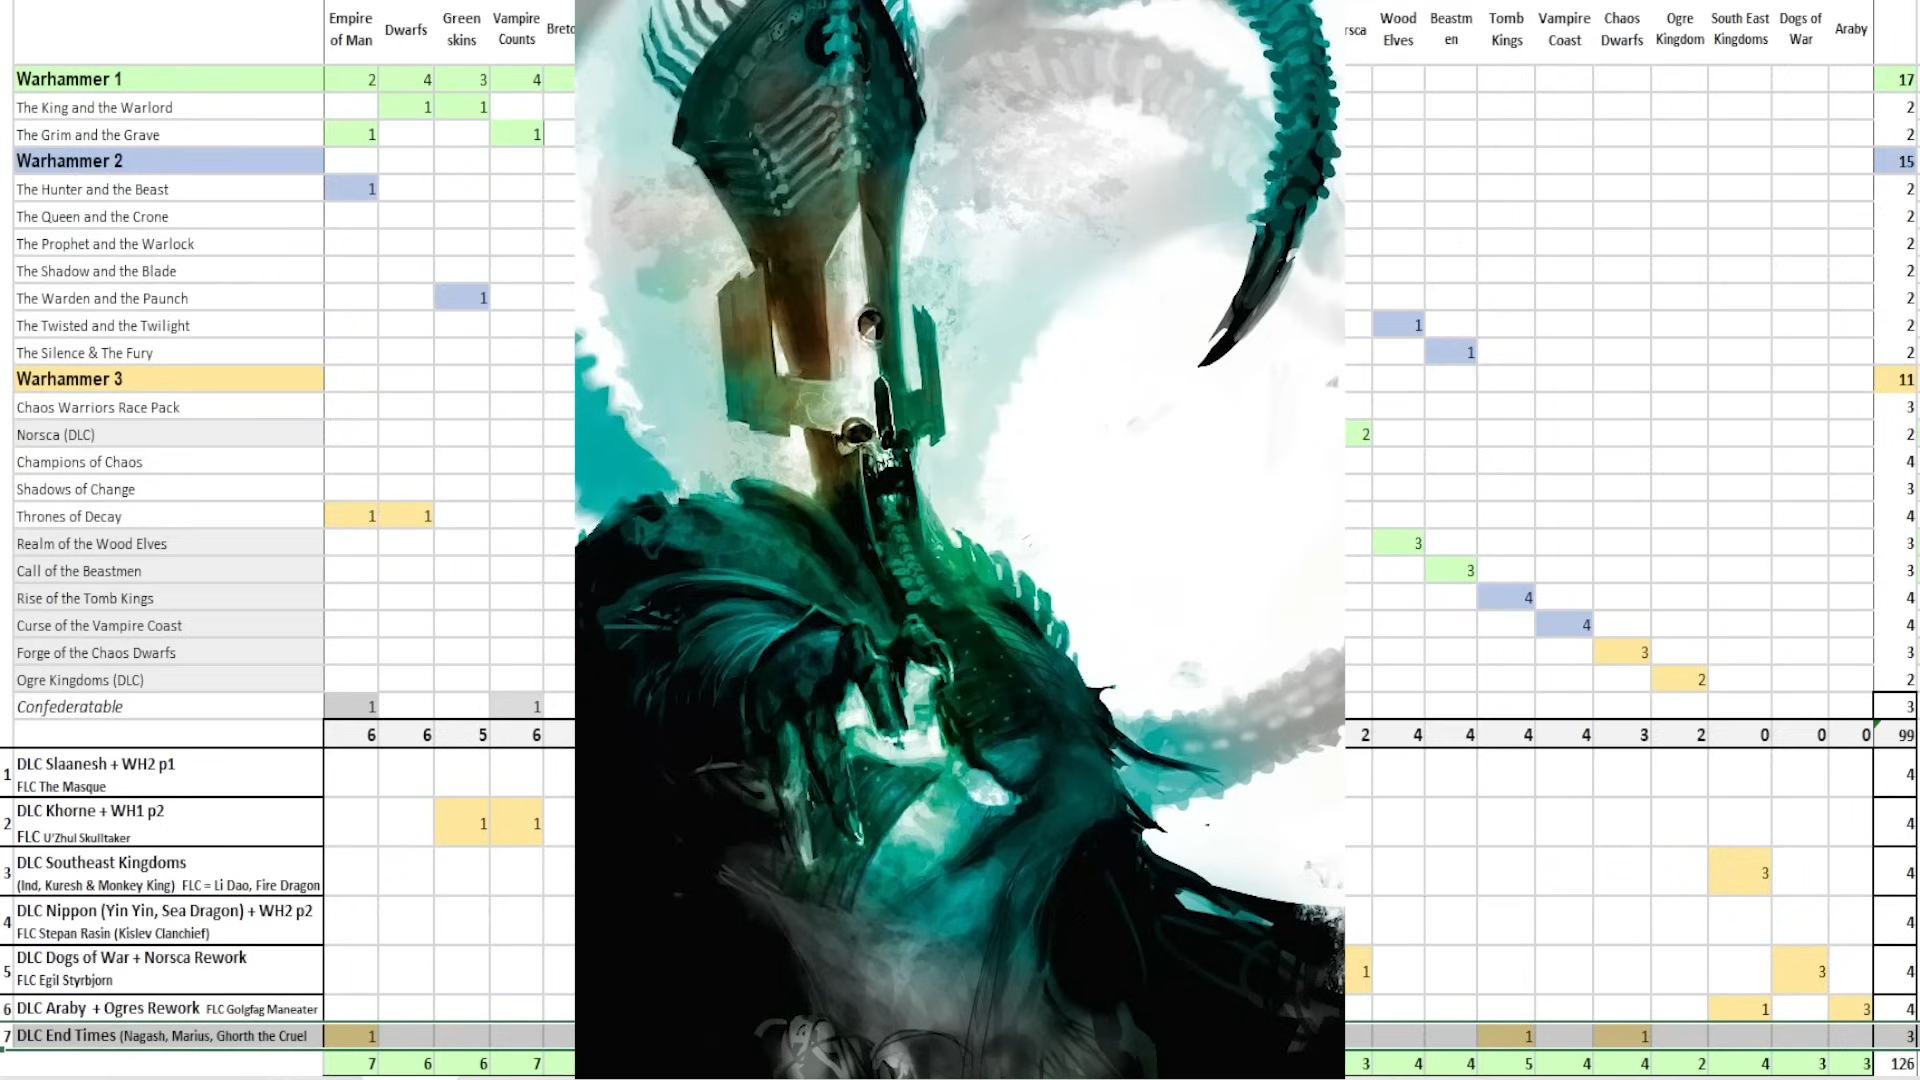 Empire of Man Dwarfs Green skins Vampire Counts Wood Elves Beastm en Tomb Kings Vampire Coast Chaos Dwarfs Ogre Kingdom South East Kingdoms Dogs of War Araby
Warhammer 1 2 4 3 4 17
The King and the Warlord 1 1 2
The Grim and the Grave 1 1 2
Warhammer 2 15
The Hunter and the Beast 1 2
The Queen and the Crone 2
The Prophet and the Warlock 2
The Shadow and the Blade 2
The Warden and the Paunch 1 2
The Twisted and the Twilight 1 2
The Silence & The Fury 1 2
Warhammer 3 11
Chaos Warriors Race Pack 3
Norsca (DLC) 2 2
Champions of Chaos 4
Shadows of Change 3
Thrones of Decay 1 1 4
Realm of the Wood Elves 3 3
Call of the Beastmen 3 3
Rise of the Tomb Kings 4 4
Curse of the Vampire Coast 4 4
Forge of the Chaos Dwarfs 3 3
Ogre Kingdoms (DLC) 2 2
Confederatable 1 1 3
6 6 5 6 2 4 4 4 4 3 2 0 0 0 99
1 DLC Slaanesh + WH2 p1 4
FLC The Masque
2 DLC Khorne + WH1 p2 1 1 4
FLC U'Zhul Skulltaker
3 DLC Southeast Kingdoms 3 4
(Ind, Kuresh & Monkey King) FLC = Li Dao, Fire Dragon
4 DLC Nippon (Yin Yin, Sea Dragon) + WH2 p2 4
FLC Stepan Rasin (Kislev Clanchief)
5 DLC Dogs of War + Norsca Rework 1 3 4
FLC Egil Styrbjorn
6 DLC Araby + Ogres Rework FLC Golgfag Maneater 1 3 4
7 DLC End Times (Nagash, Marius, Ghorth the Cruel 1 1 1 3
7 6 6 7 3 4 4 5 4 4 2 4 3 3 126